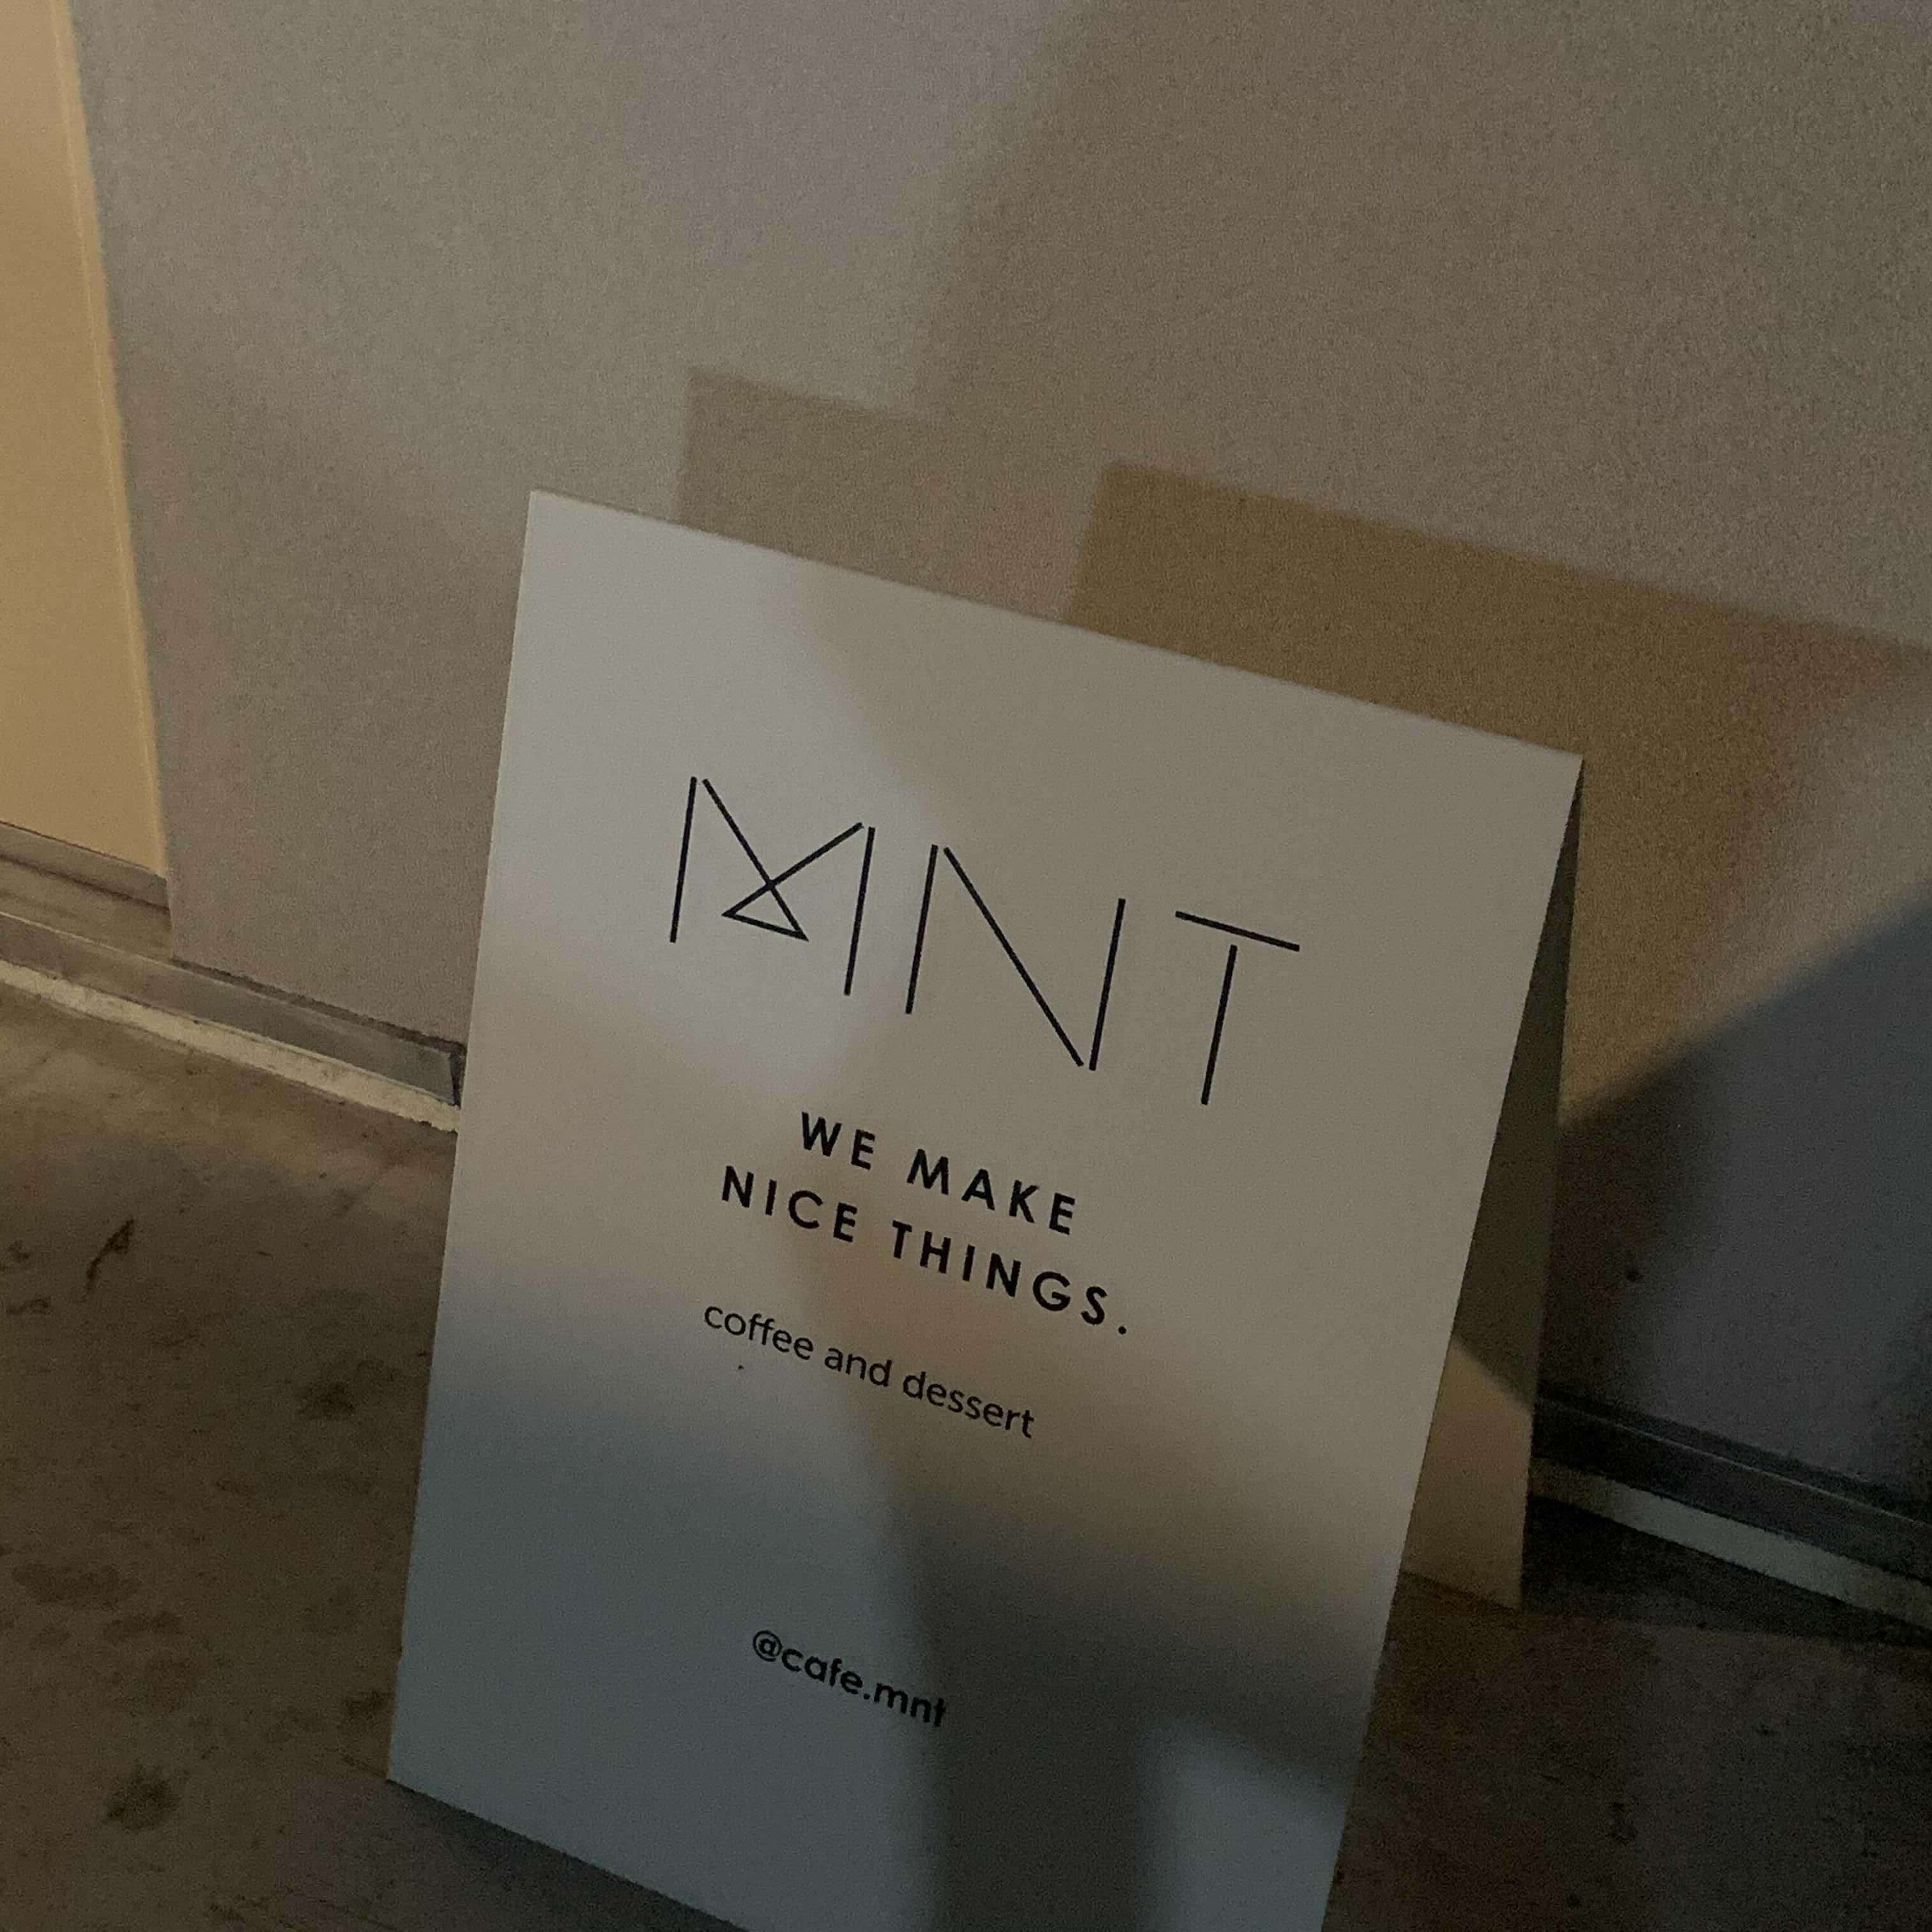 MNT
WE MAKE
NICE THINGS.
coffee and dessert
@cafe.mnt